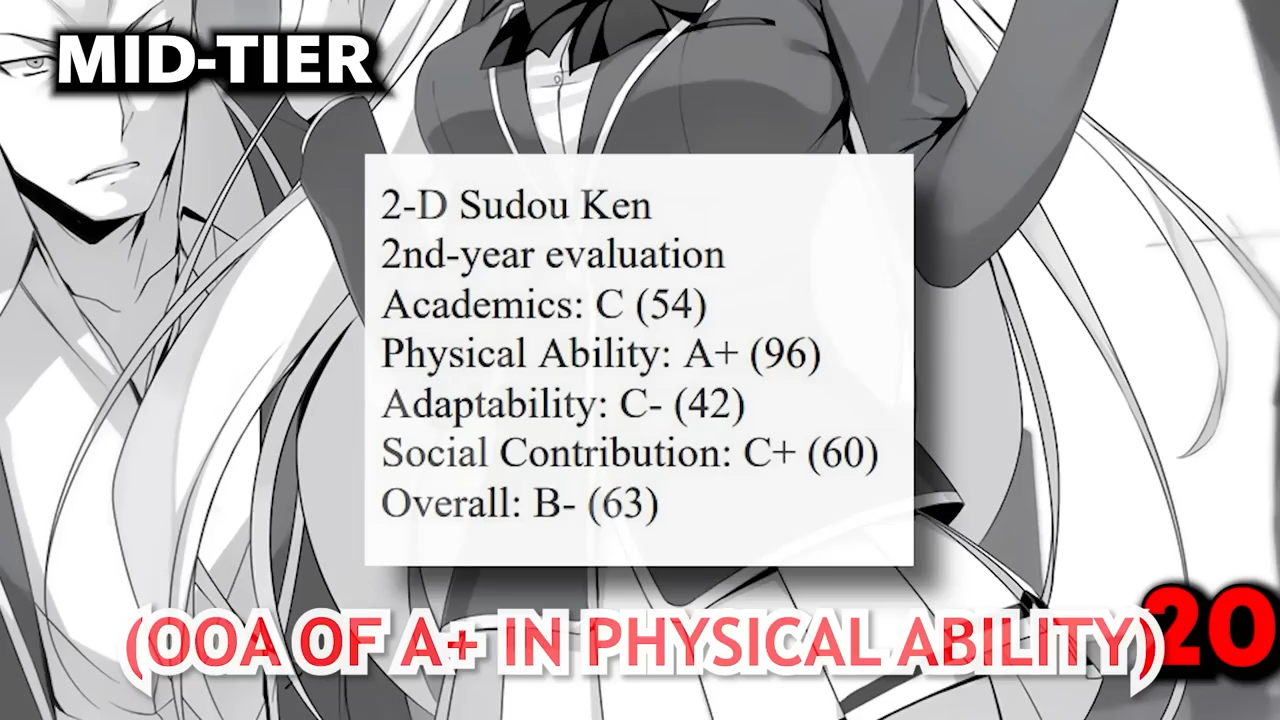 MID-TIER
2-D Sudou Ken
2nd-year evaluation
Academics: C (54)
Physical Ability: A+ (96)
Adaptability: C- (42)
Social Contribution: C+ (60)
Overall: B- (63)
(OOA OF A+ IN PHYSICAL ABILITY)
20